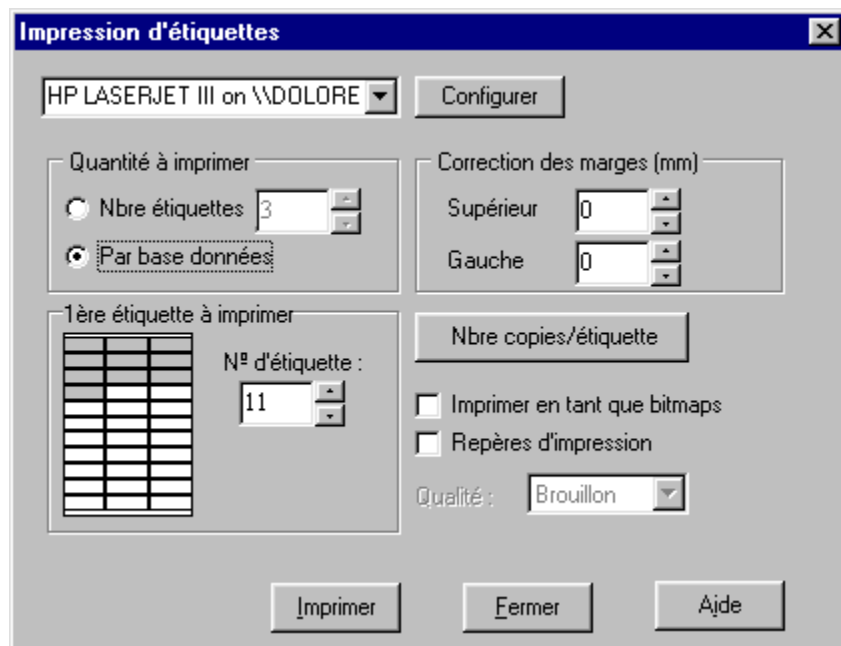 Impression d'étiquettes
HP LASERJET III on \\DOLORE
Configurer
Quantité à imprimer
Nbre étiquettes 3
Par base données
Correction des marges (mm)
Supérieur 0
Gauche 0
1ère étiquette à imprimer
Nº d'étiquette :
11
Nbre copies/étiquette
Imprimer en tant que bitmaps
Repères d'impression
Qualité : Brouillon
Imprimer
Fermer
Aide